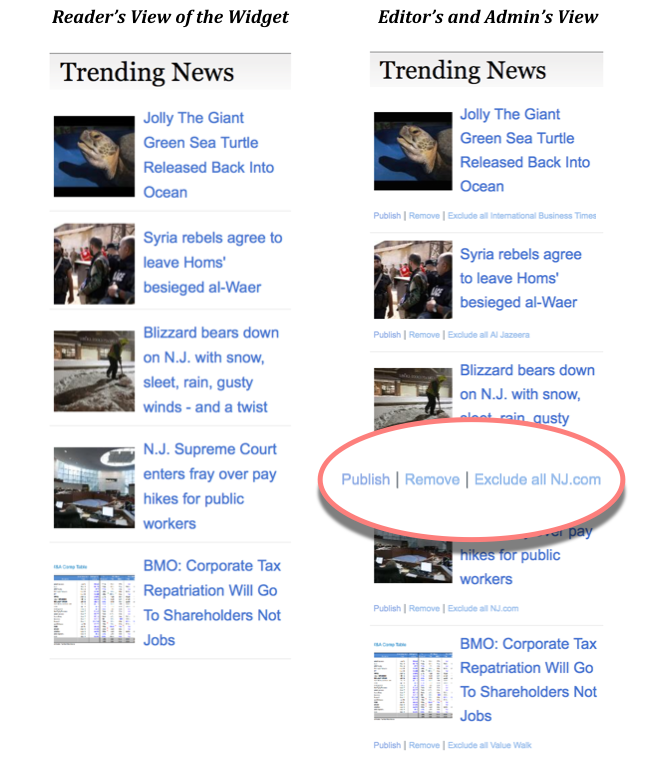 Reader's View of the Widget
Trending News
Jolly The Giant
Green Sea Turtle
Released Back Into
Ocean
Syria rebels agree to
leave Homs'
besieged al-Waer
Blizzard bears down
on N.J. with snow,
sleet, rain, gusty
winds - and a twist
N.J. Supreme Court
enters fray over pay
hikes for public
workers
BMO: Corporate Tax
Repatriation Will Go
To Shareholders Not
Jobs
Editor's and Admin's View
Trending News
Jolly The Giant
Green Sea Turtle
Released Back Into
Ocean
Publish | Remove | Exclude all International Business Times
Syria rebels agree
to leave Homs'
besieged al-Waer
Publish | Remove | Exclude all Al Jazeera
Blizzard bears down
on N.J. with snow,
sleet, rain, gusty
Publish | Remove | Exclude all NJ.com
over pay
hikes for public
workers
Publish | Remove | Exclude all NJ.com
BMO: Corporate Tax
Repatriation Will Go
To Shareholders Not
Jobs
Publish | Remove | Exclude all Value Walk